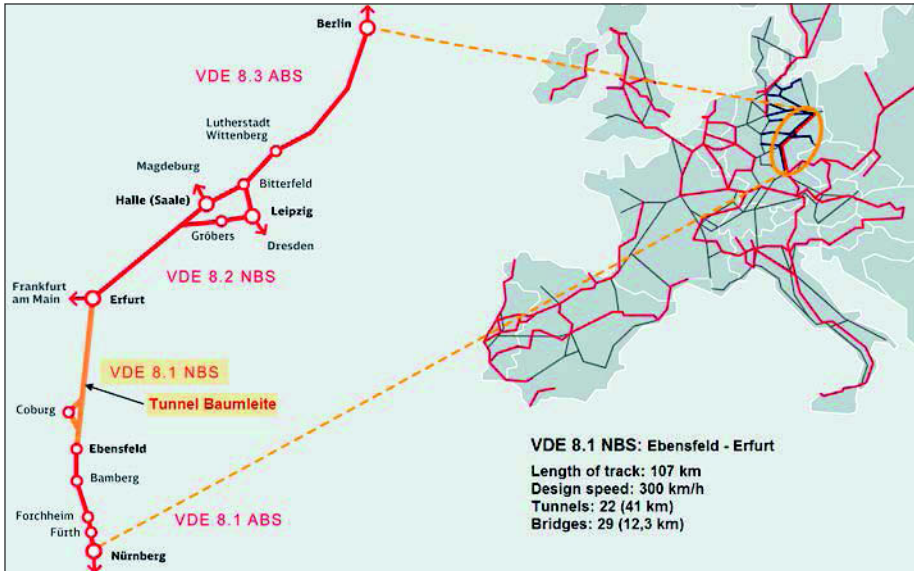 Berlin
VDE 8.3 ABS
Lutherstadt
Wittenberg
Magdeburg
Bitterfeld
Halle (Saale)
Leipzig
Gröbers
Dresden
VDE 8.2 NBS
Frankfurt
am Main
Erfurt
VDE 8.1 NBS
Tunnel Baumleite
Coburg
Ebensfeld
Bamberg
Forchheim
VDE 8.1 ABS
Fürth
Nürnberg
VDE 8.1 NBS: Ebensfeld - Erfurt
Length of track: 107 km
Design speed: 300 km/h
Tunnels: 22 (41 km)
Bridges: 29 (12,3 km)